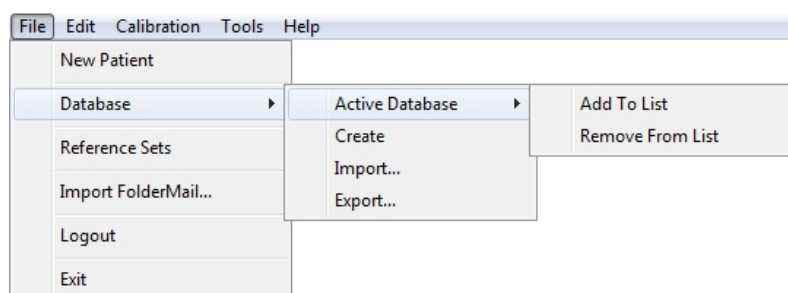 File Edit Calibration Tools Help
New Patient
Database
Reference Sets
Import FolderMail...
Logout
Exit
Active Database
Create
Import...
Export...
Add To List
Remove From List